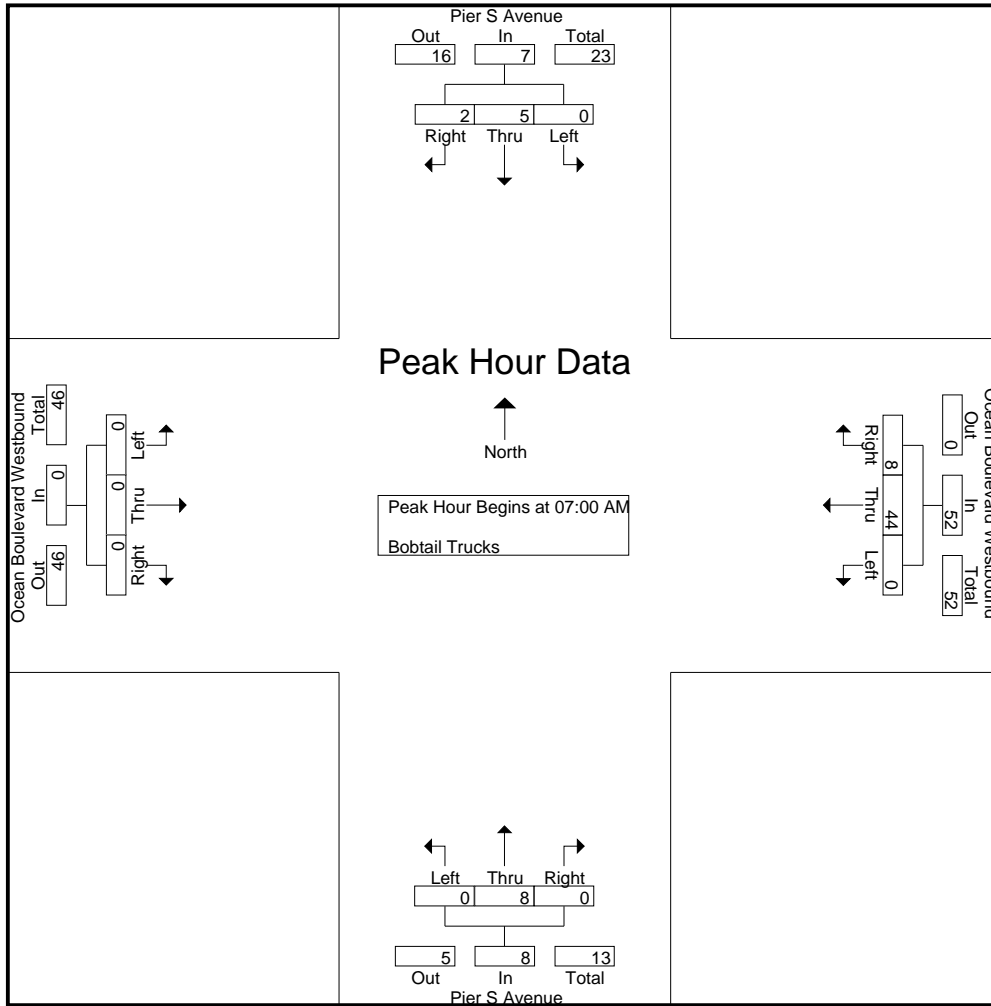 Pier S Avenue
Out In Total
16 7 23
2 5 0
Right Thru Left
Peak Hour Data
North
Peak Hour Begins at 07:00 AM
Bobtail Trucks
Ocean Boulevard Westbound
Total In Out
46 0 46
0 0 0
Left Thru Right
Ocean Boulevard Westbound
Out In Total
0 52 52
8 44 0
Right Thru Left
Left Thru Right
0 8 0
5 8 13
Out In Total
Pier S Avenue